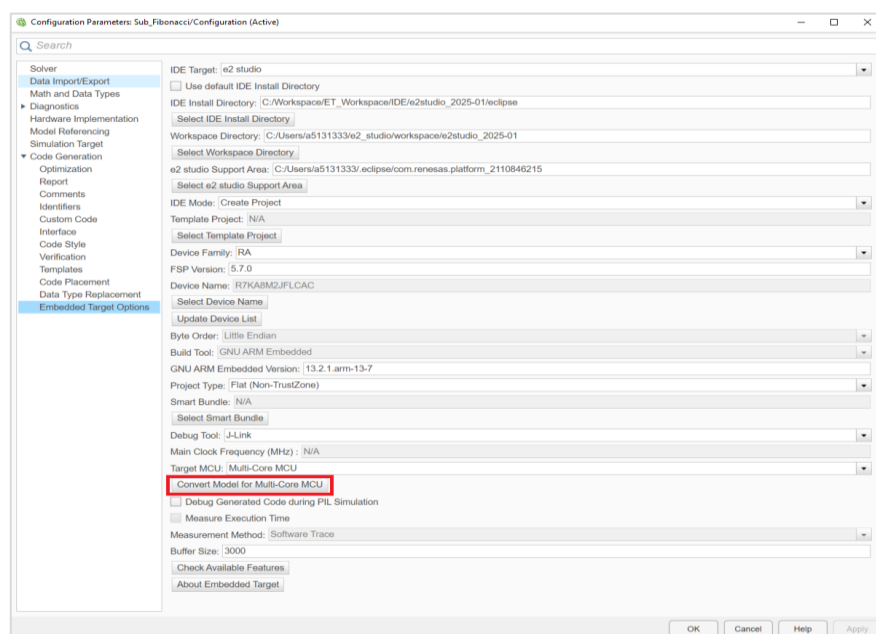 Configuration Parameters: Sub_Fibonacci/Configuration (Active)
Search
Solver
Data Import/Export
Math and Data Types
Diagnostics
Hardware Implementation
Model Referencing
Simulation Target
Code Generation
Optimization
Report
Comments
Identifiers
Custom Code
Interface
Code Style
Verification
Templates
Code Placement
Data Type Replacement
Embedded Target Options
IDE Target: e2 studio
Use default IDE Install Directory
IDE Install Directory: C:/Workspace/ET_Workspace/IDE/e2studio_2025-01/eclipse
Select IDE Install Directory
Workspace Directory: C:/Users/a5131333/e2_studio/workspace/e2studio_2025-01
Select Workspace Directory
e2 studio Support Area: C:/Users/a5131333/.eclipse/com.renesas.platform_2110846215
Select e2 studio Support Area
IDE Mode: Create Project
Template Project: N/A
Select Template Project
Device Family: RA
FSP Version: 5.7.0
Device Name: R7KA8M2JFLCAC
Select Device Name
Update Device List
Byte Order: Little Endian
Build Tool: GNU ARM Embedded
GNU ARM Embedded Version: 13.2.1.arm-13-7
Project Type: Flat (Non-TrustZone)
Smart Bundle: N/A
Select Smart Bundle
Debug Tool: J-Link
Main Clock Frequency (MHz) : N/A
Target MCU: Multi-Core MCU
Convert Model for Multi-Core MCU
Debug Generated Code during PIL Simulation
Measure Execution Time
Measurement Method: Software Trace
Buffer Size: 3000
Check Available Features
About Embedded Target
OK Cancel Help Apply